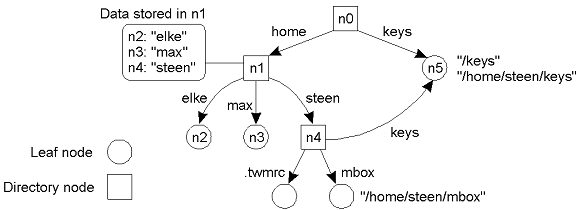 Data stored in n1
n2: "elke"
n3: "max"
n4: "steen"
n0
home
keys
n1
n5
"/keys"
"/home/steen/keys"
elke
max
steen
n2
n3
n4
keys
Leaf node
.twmrc
mbox
Directory node
"/home/steen/mbox"